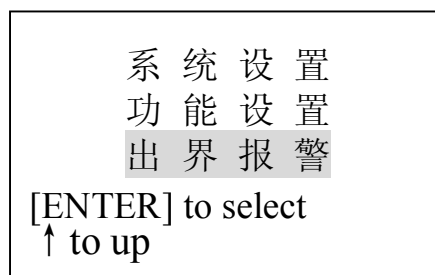 系 统 设 置
功 能 设 置
出 界 报 警
[ENTER] to select
↑ to up